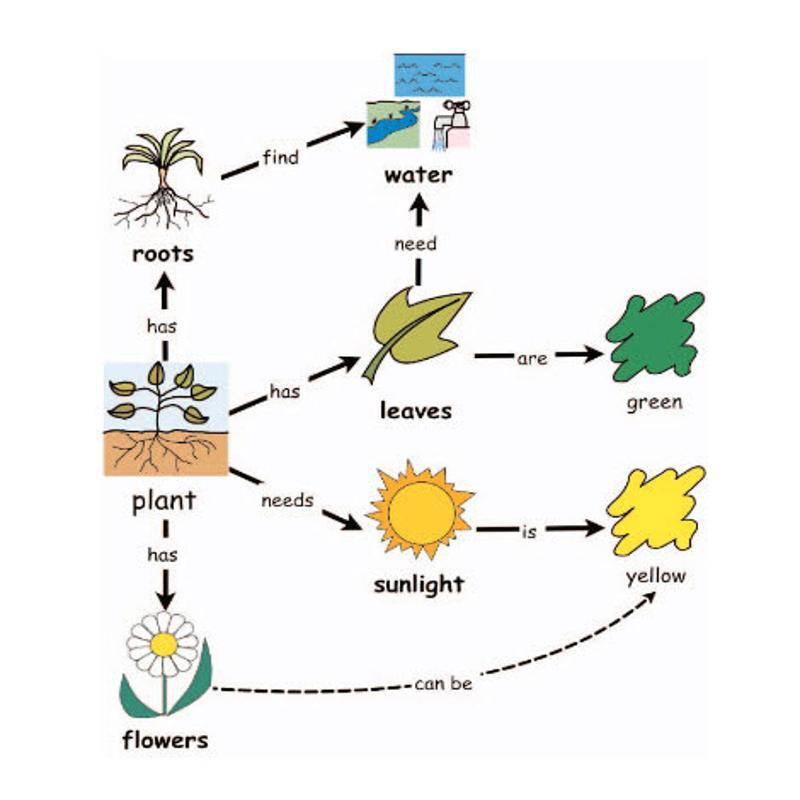 find
water
roots
need
has
are
has
leaves
green
plant
needs
has
is
sunlight
yellow
can be
flowers